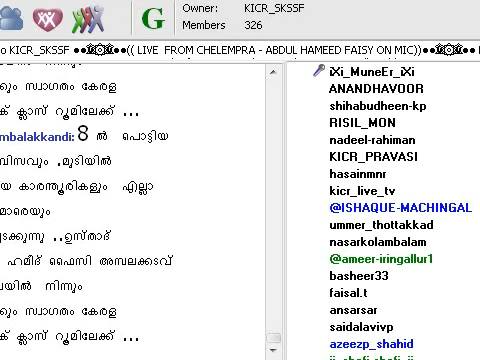 Owner: KICR_SKSSF
Members 326
G
o KICR_SKSSF (( LIVE FROM CHELEMPRA - ABDUL HAMEED FAISY ON MIC))
ും സ്വാഗതം കേരള
ക് ക്ലാസ് റൂമിലേക്ക് ...
mbalakkandi: 8 ൽ പൊട്ടിയ
ദിസവും .മുടിയിൽ
യ കാരന്തൂരികളും എല്ലാ
മാരെയും
ടക്കുന്നു ..ഉസ്താദ്
ഹമീദ് ഫൈസി അമ്പലക്കടവ്
യിൽ നിന്നും
ും സ്വാഗതം കേരള
ക് ക്ലാസ് റൂമിലേക്ക് ...
iXi_MuneEr_iXi
ANANDHAVOOR
shihabudheen-kp
RISIL_MON
nadeel-rahiman
KICR_PRAVASI
hasainmnr
kicr_live_tv
@ISHAQUE-MACHINGAL
ummer_thottakkad
nasarkolambalam
@ameer-iringallur1
basheer33
faisal.t
ansarsar
saidalavivp
azeezp_shahid